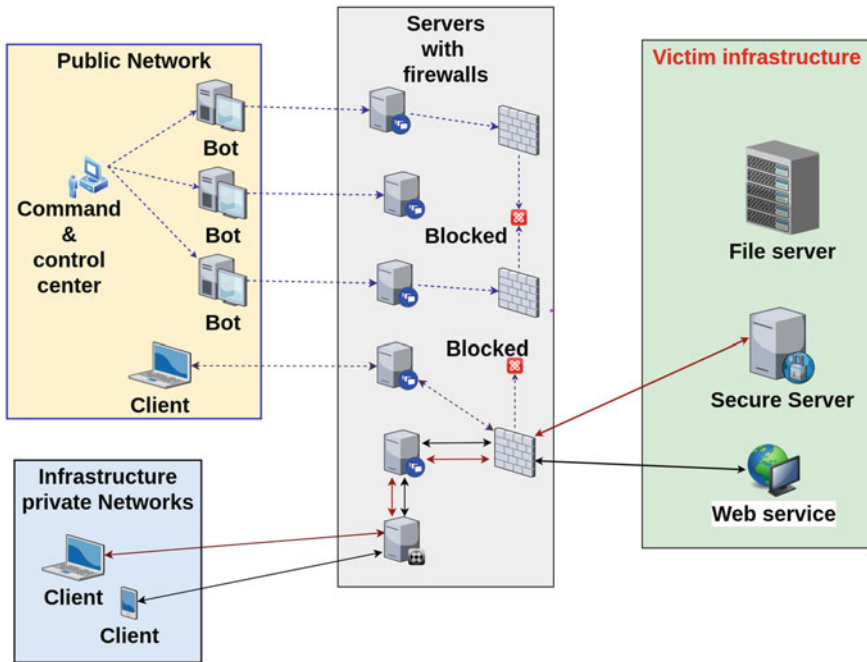 Public Network
Bot
Command
&
control
center
Bot
Bot
Client
Infrastructure
private Networks
Client
Client
Servers
with
firewalls
Blocked
Blocked
Victim infrastructure
File server
Secure Server
Web service